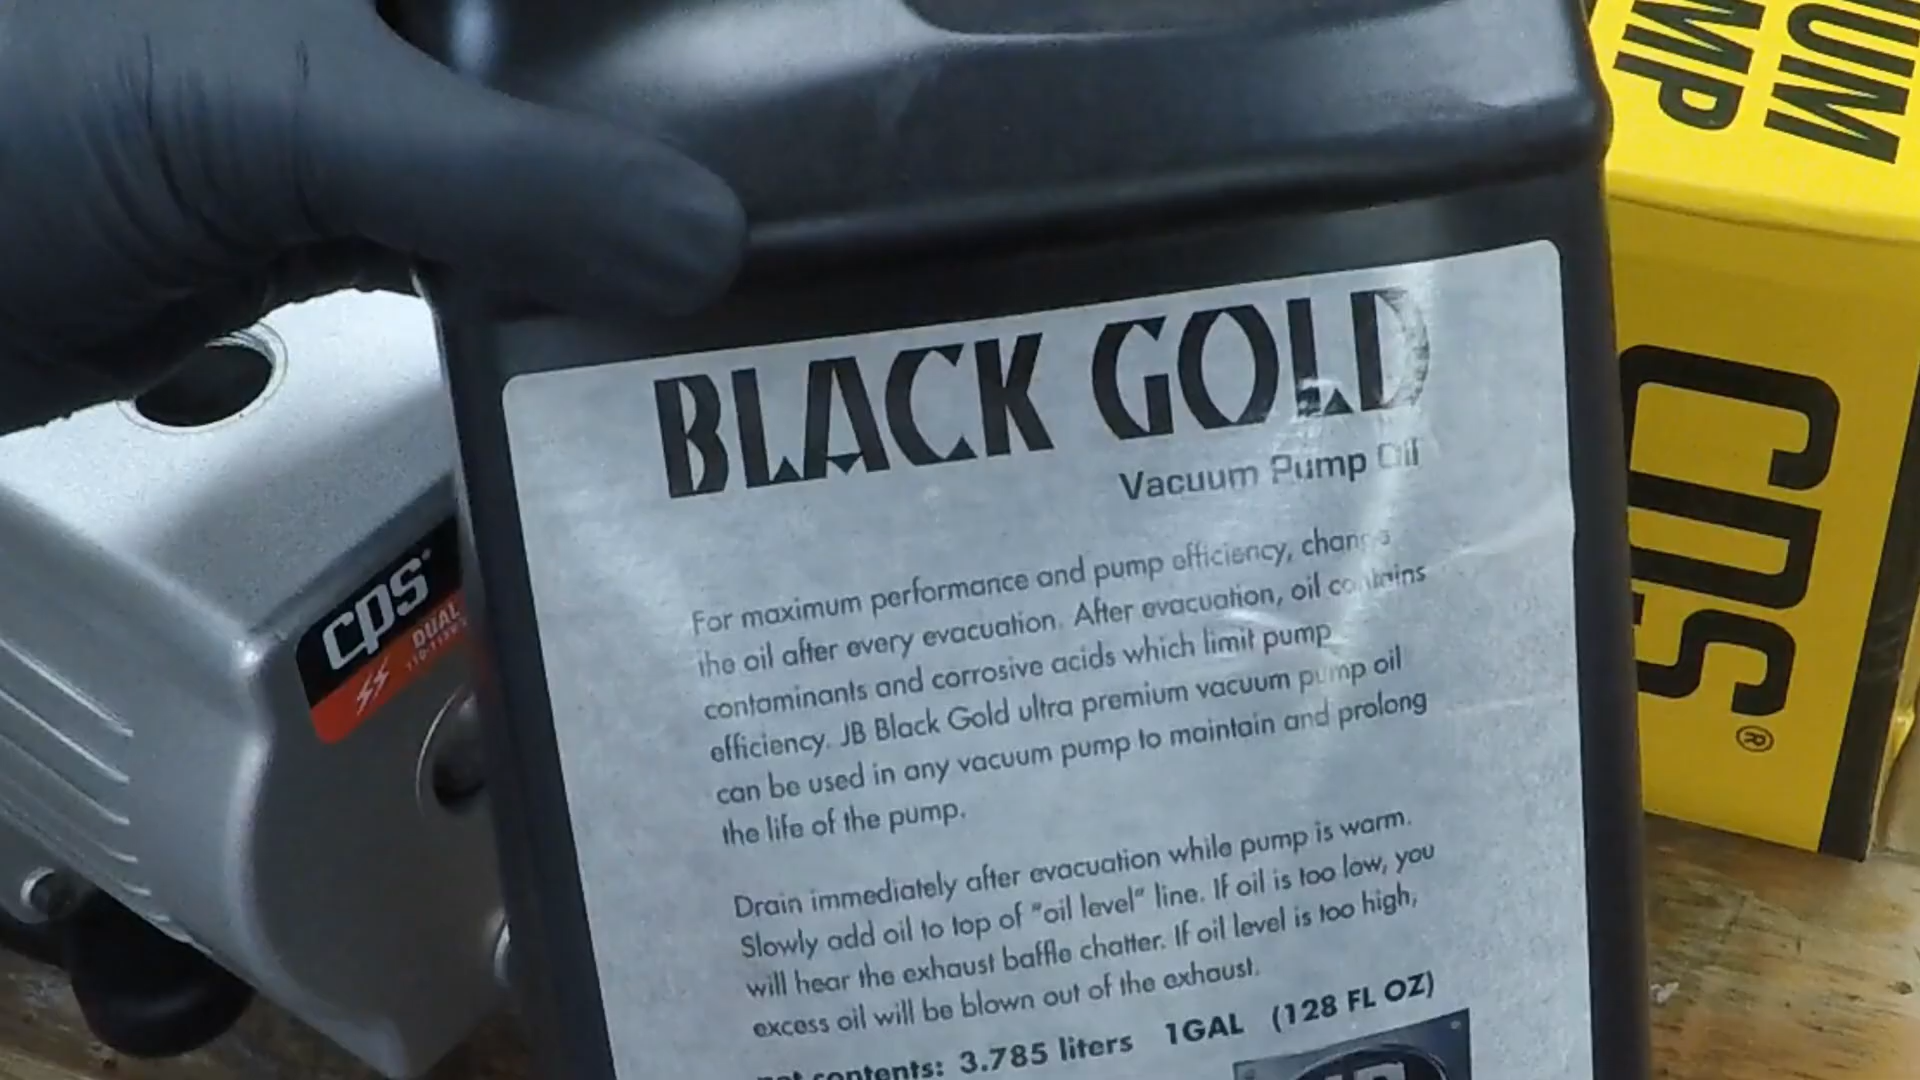 BLACK GOLD
Vacuum Pump Oil
For maximum performance and pump efficiency, change
the oil after every evacuation. After evacuation, oil contains
contaminants and corrosive acids which limit pump
efficiency. JB Black Gold ultra premium vacuum pump oil
can be used in any vacuum pump to maintain and prolong
the life of the pump.
Drain immediately after evacuation while pump is warm.
Slowly add oil to top of "oil level" line. If oil is too low, you
will hear the exhaust baffle chatter. If oil level is too high,
excess oil will be blown out of the exhaust.
contents: 3.785 liters 1GAL (128 FL OZ)
cps
DUAL
CPS®